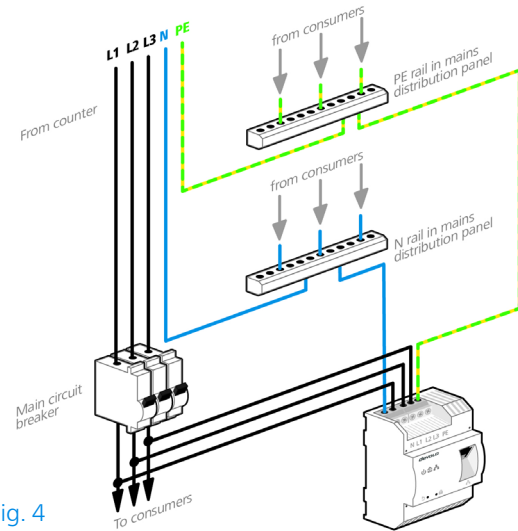 L1 L2 L3 N PE
from consumers
PE rail in mains
distribution panel
From counter
from consumers
N rail in mains
distribution panel
Main circuit
breaker
N L1 L2 L3 PE
devolo
To consumers
ig. 4